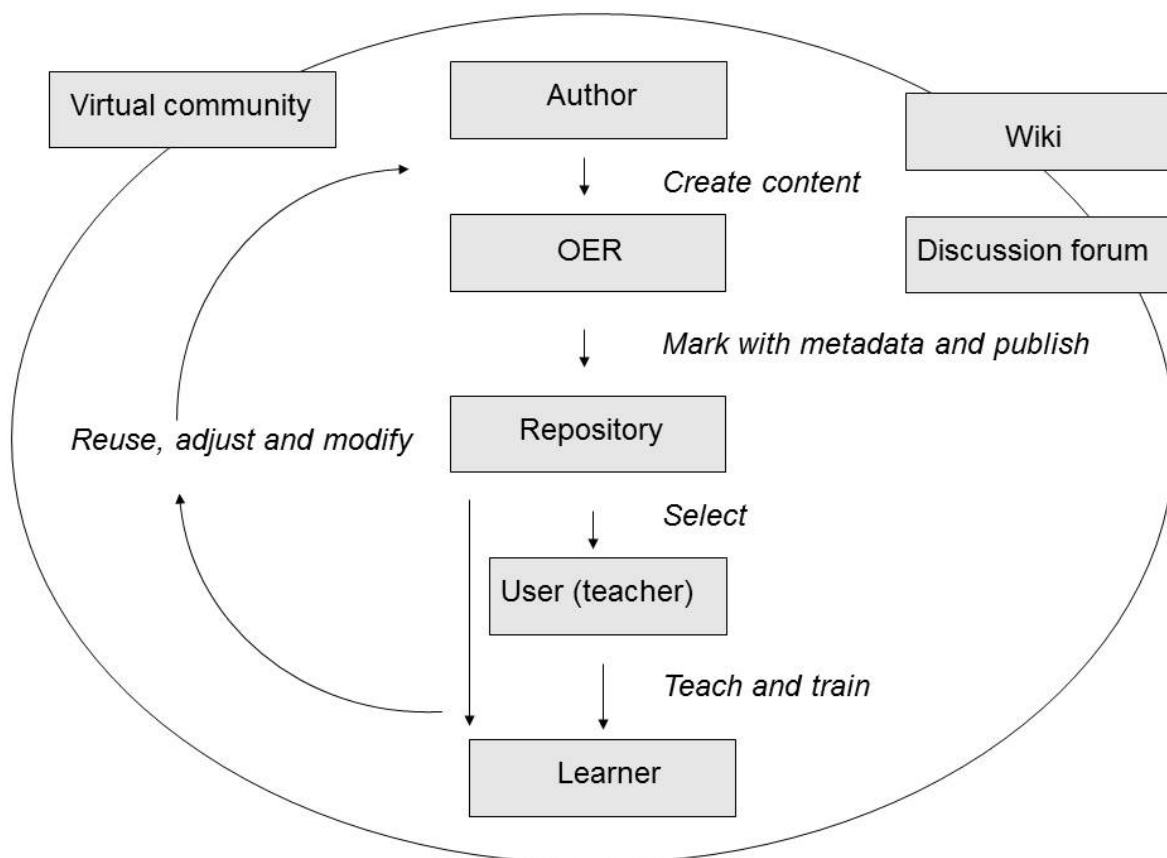 Virtual community
Author
Wiki
Create content
OER
Discussion forum
Mark with metadata and publish
Repository
Reuse, adjust and modify
Select
User (teacher)
Teach and train
Learner